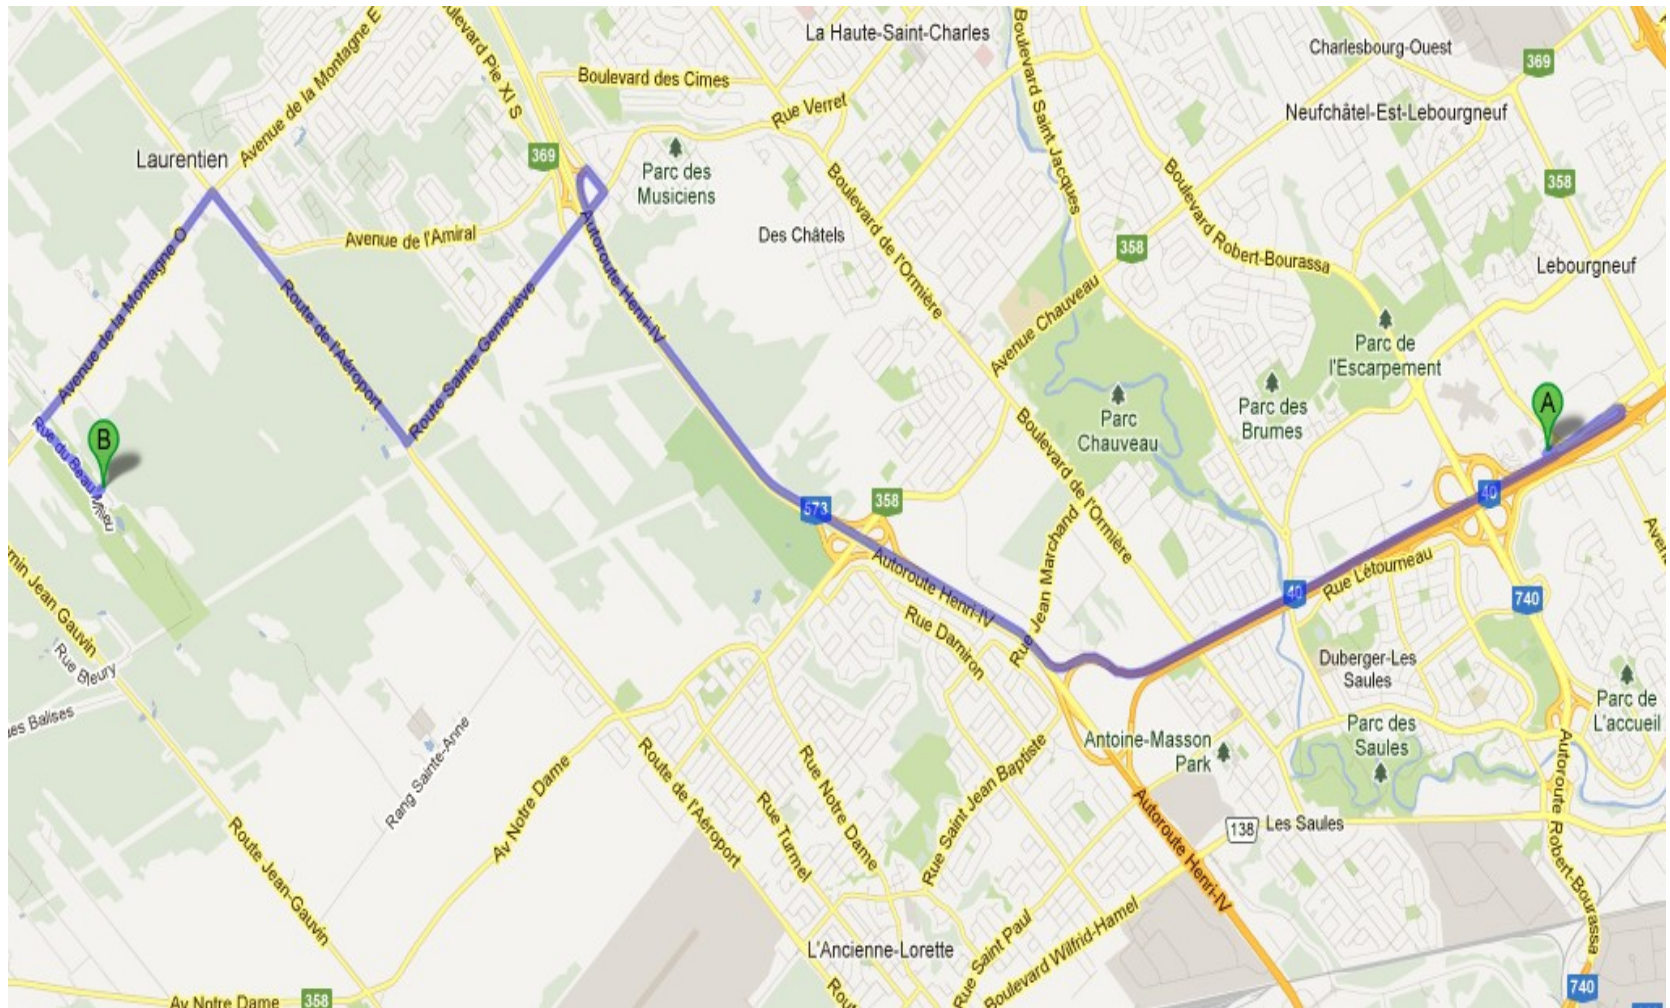 Avenue de la Montagne E
Boulevard des Cimes
La Haute-Saint-Charles
Boulevard Saint Jacques
Charlesbourg-Ouest
369
Rue Verret
Neufchâtel-Est-Lebourgneuf
Laurentien
369
Parc des
Musiciens
358
Boulevard Robert-Bourassa
Des Châtels
358
Avenue de l'Amiral
Boulevard de l'Ormière
Lebourgneuf
Avenue de la Montagne O
Route de l'Aéroport
Route Sainte Geneviève
Autoroute Henri-IV
Avenue Chauveau
Parc de
l'Escarpement
Parc
Chauveau
Parc des
Brumes
A
B
Rue du Beau Milieu
573
358
Autoroute Henri-IV
Rue Jean Marchand
Boulevard de l'Ormière
40
40
Rue Létourneau
740
Rue Damiron
Duberger-Les
Saules
Parc de
L'accueil
Rue Bleury
Rang Sainte-Anne
Antoine-Masson
Park
Parc des
Saules
Av Notre Dame
Route de l'Aéroport
Rue Turmel
Rue Notre Dame
Rue Saint Jean Baptiste
Autoroute Henri-IV
138
Les Saules
Autoroute Robert-Bourassa
Route Jean-Gauvin
L'Ancienne-Lorette
Rue Saint Paul
Boulevard Wilfrid-Hamel
Av Notre Dame
358
740